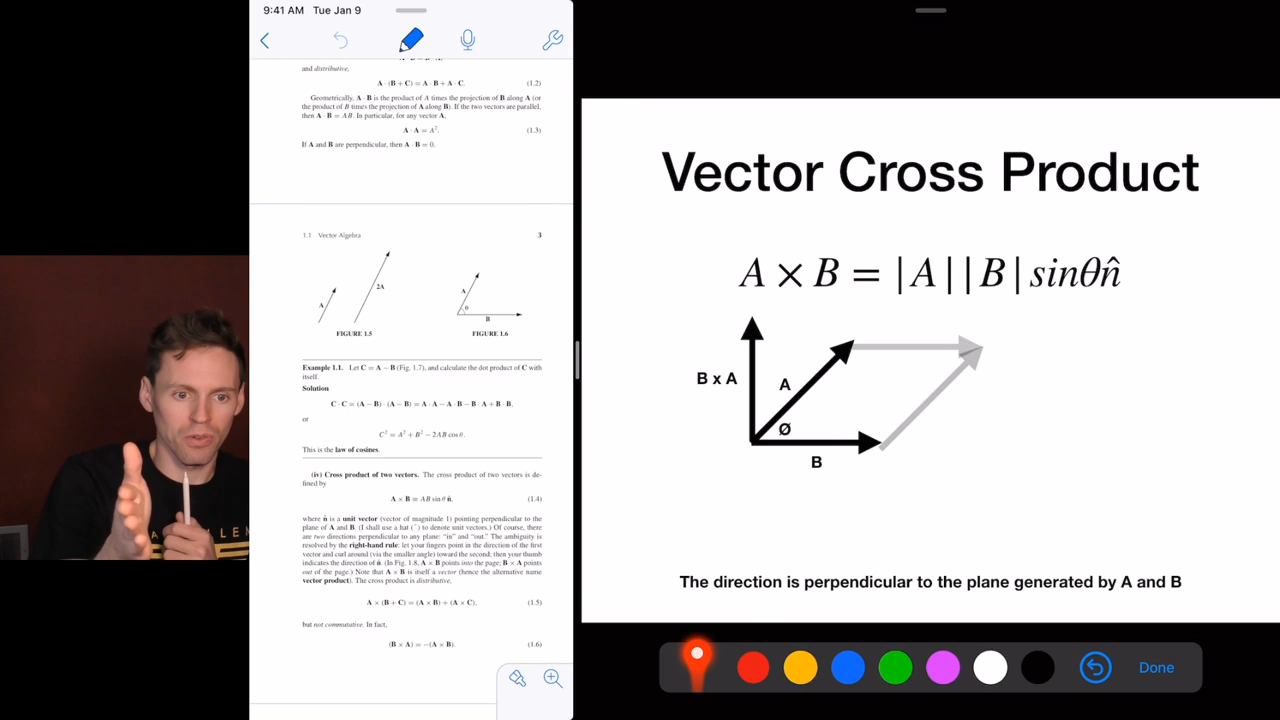 9:41 AM Tue Jan 9
and distributive,
A · (B + C) = A · B + A · C. (1.2)
Geometrically, A · B is the product of A times the projection of B along A (or
the product of B times the projection of A along B). If the two vectors are parallel,
then A · B = AB. In particular, for any vector A,
A · A = A². (1.3)
If A and B are perpendicular, then A · B = 0.
1.1 Vector Algebra 3
A
2A
A
θ
B
FIGURE 1.5
FIGURE 1.6
Example 1.1. Let C = A − B (Fig. 1.7), and calculate the dot product of C with
itself.
Solution
C · C = (A − B) · (A − B) = A · A − A · B − B · A + B · B,
or
C² = A² + B² − 2AB cos θ.
This is the law of cosines.
(iv) Cross product of two vectors. The cross product of two vectors is de-
fined by
A × B ≡ AB sin θ n̂, (1.4)
where n̂ is a unit vector (vector of magnitude 1) pointing perpendicular to the
plane of A and B. (I shall use a hat (ˆ) to denote unit vectors.) Of course, there
are two directions perpendicular to any plane: “in” and “out.” The ambiguity is
resolved by the right-hand rule: let your fingers point in the direction of the first
vector and curl around (via the smaller angle) toward the second; then your thumb
indicates the direction of n̂. (In Fig. 1.8, A × B points into the page; B × A points
out of the page.) Note that A × B is itself a vector (hence the alternative name
vector product). The cross product is distributive,
A × (B + C) = (A × B) + (A × C), (1.5)
but not commutative. In fact,
(B × A) = −(A × B). (1.6)
Vector Cross Product
A × B = |A||B| sinθn̂
B x A
A
Ø
B
The direction is perpendicular to the plane generated by A and B
Done